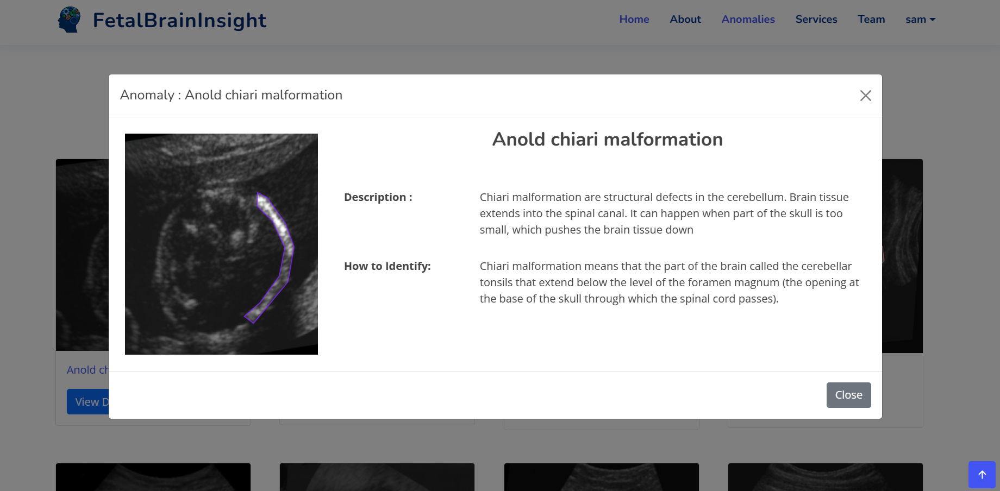 FetalBrainInsight
Home About Anomalies Services Team sam
Anomaly : Anold chiari malformation
Anold chiari malformation
Description :
Chiari malformation are structural defects in the cerebellum. Brain tissue
extends into the spinal canal. It can happen when part of the skull is too
small, which pushes the brain tissue down
How to Identify:
Chiari malformation means that the part of the brain called the cerebellar
tonsils that extend below the level of the foramen magnum (the opening at
the base of the skull through which the spinal cord passes).
Anold ch
View D
Close